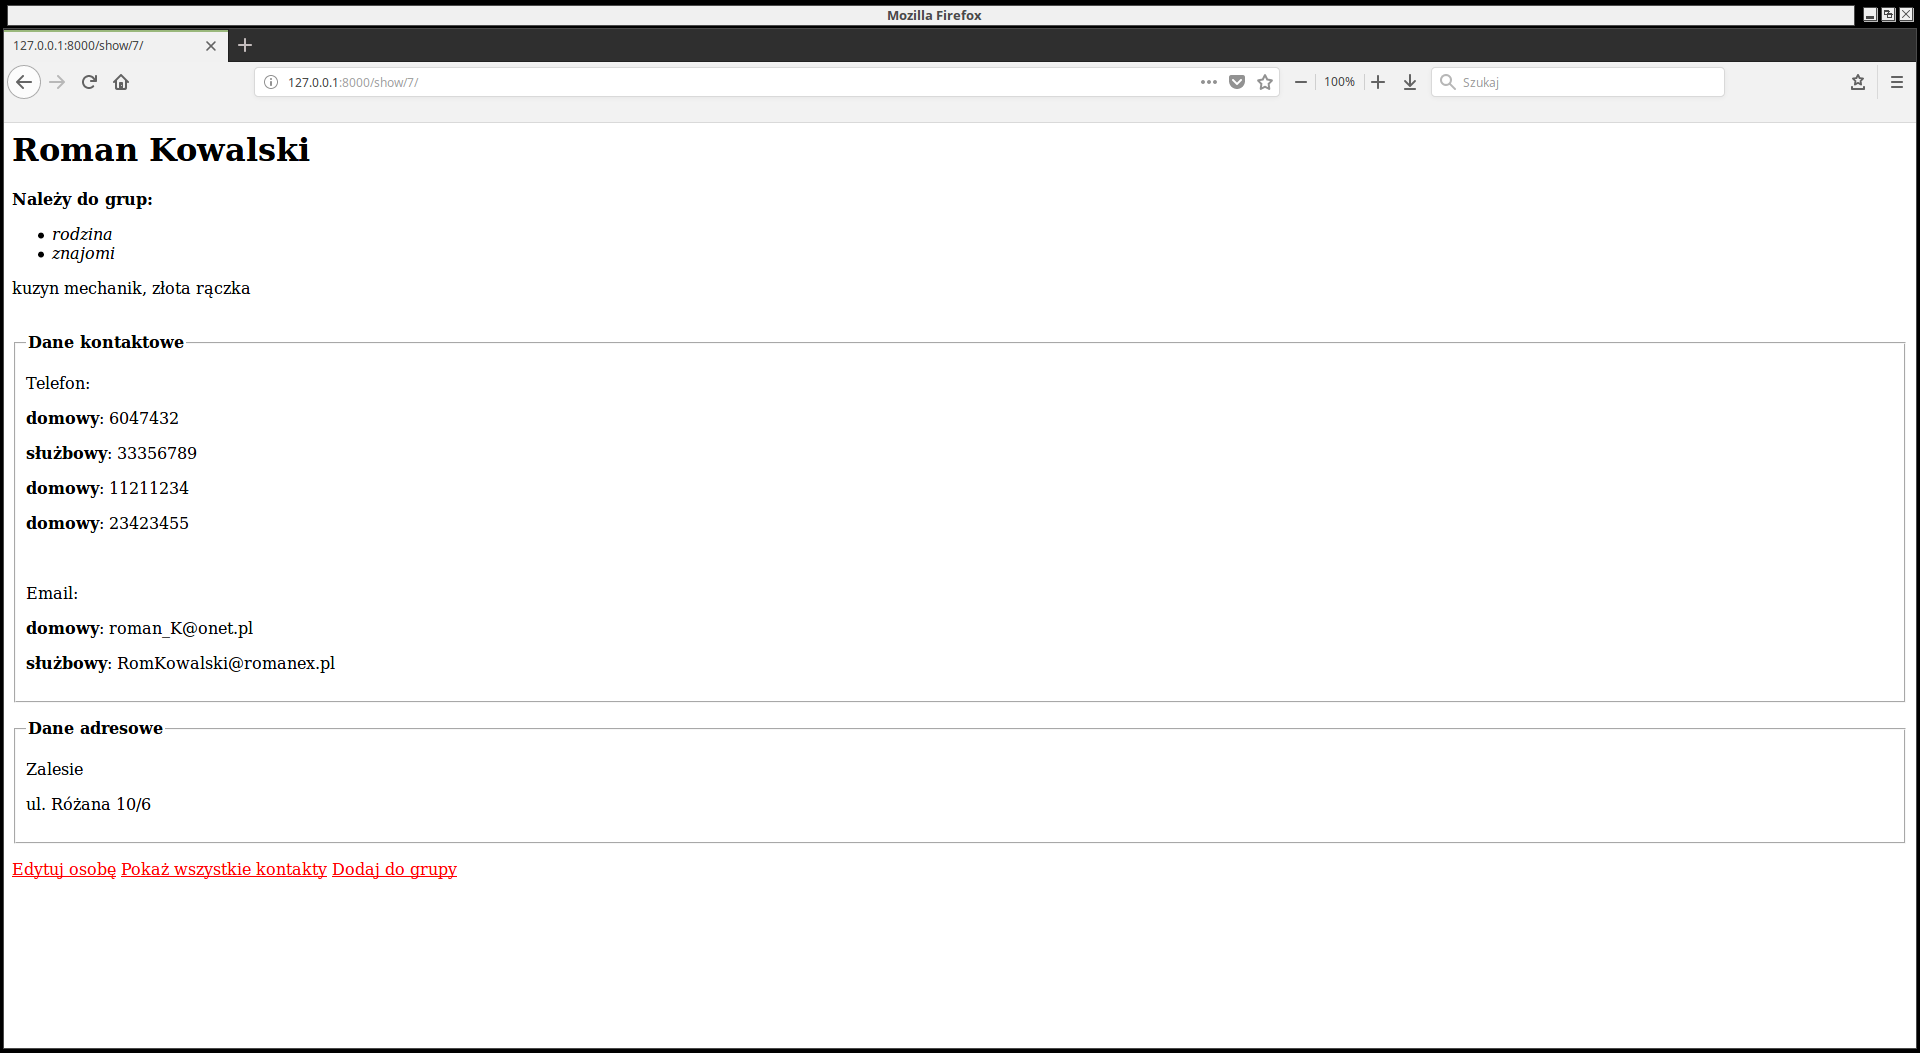 Mozilla Firefox
127.0.0.1:8000/show/7/
127.0.0.1:8000/show/7/
100%
Szukaj
Roman Kowalski
Należy do grup:
rodzina
znajomi
kuzyn mechanik, złota rączka
Dane kontaktowe
Telefon:
domowy: 6047432
służbowy: 33356789
domowy: 11211234
domowy: 23423455
Email:
domowy: roman_K@onet.pl
służbowy: RomKowalski@romanex.pl
Dane adresowe
Zalesie
ul. Różana 10/6
Edytuj osobę Pokaż wszystkie kontakty Dodaj do grupy